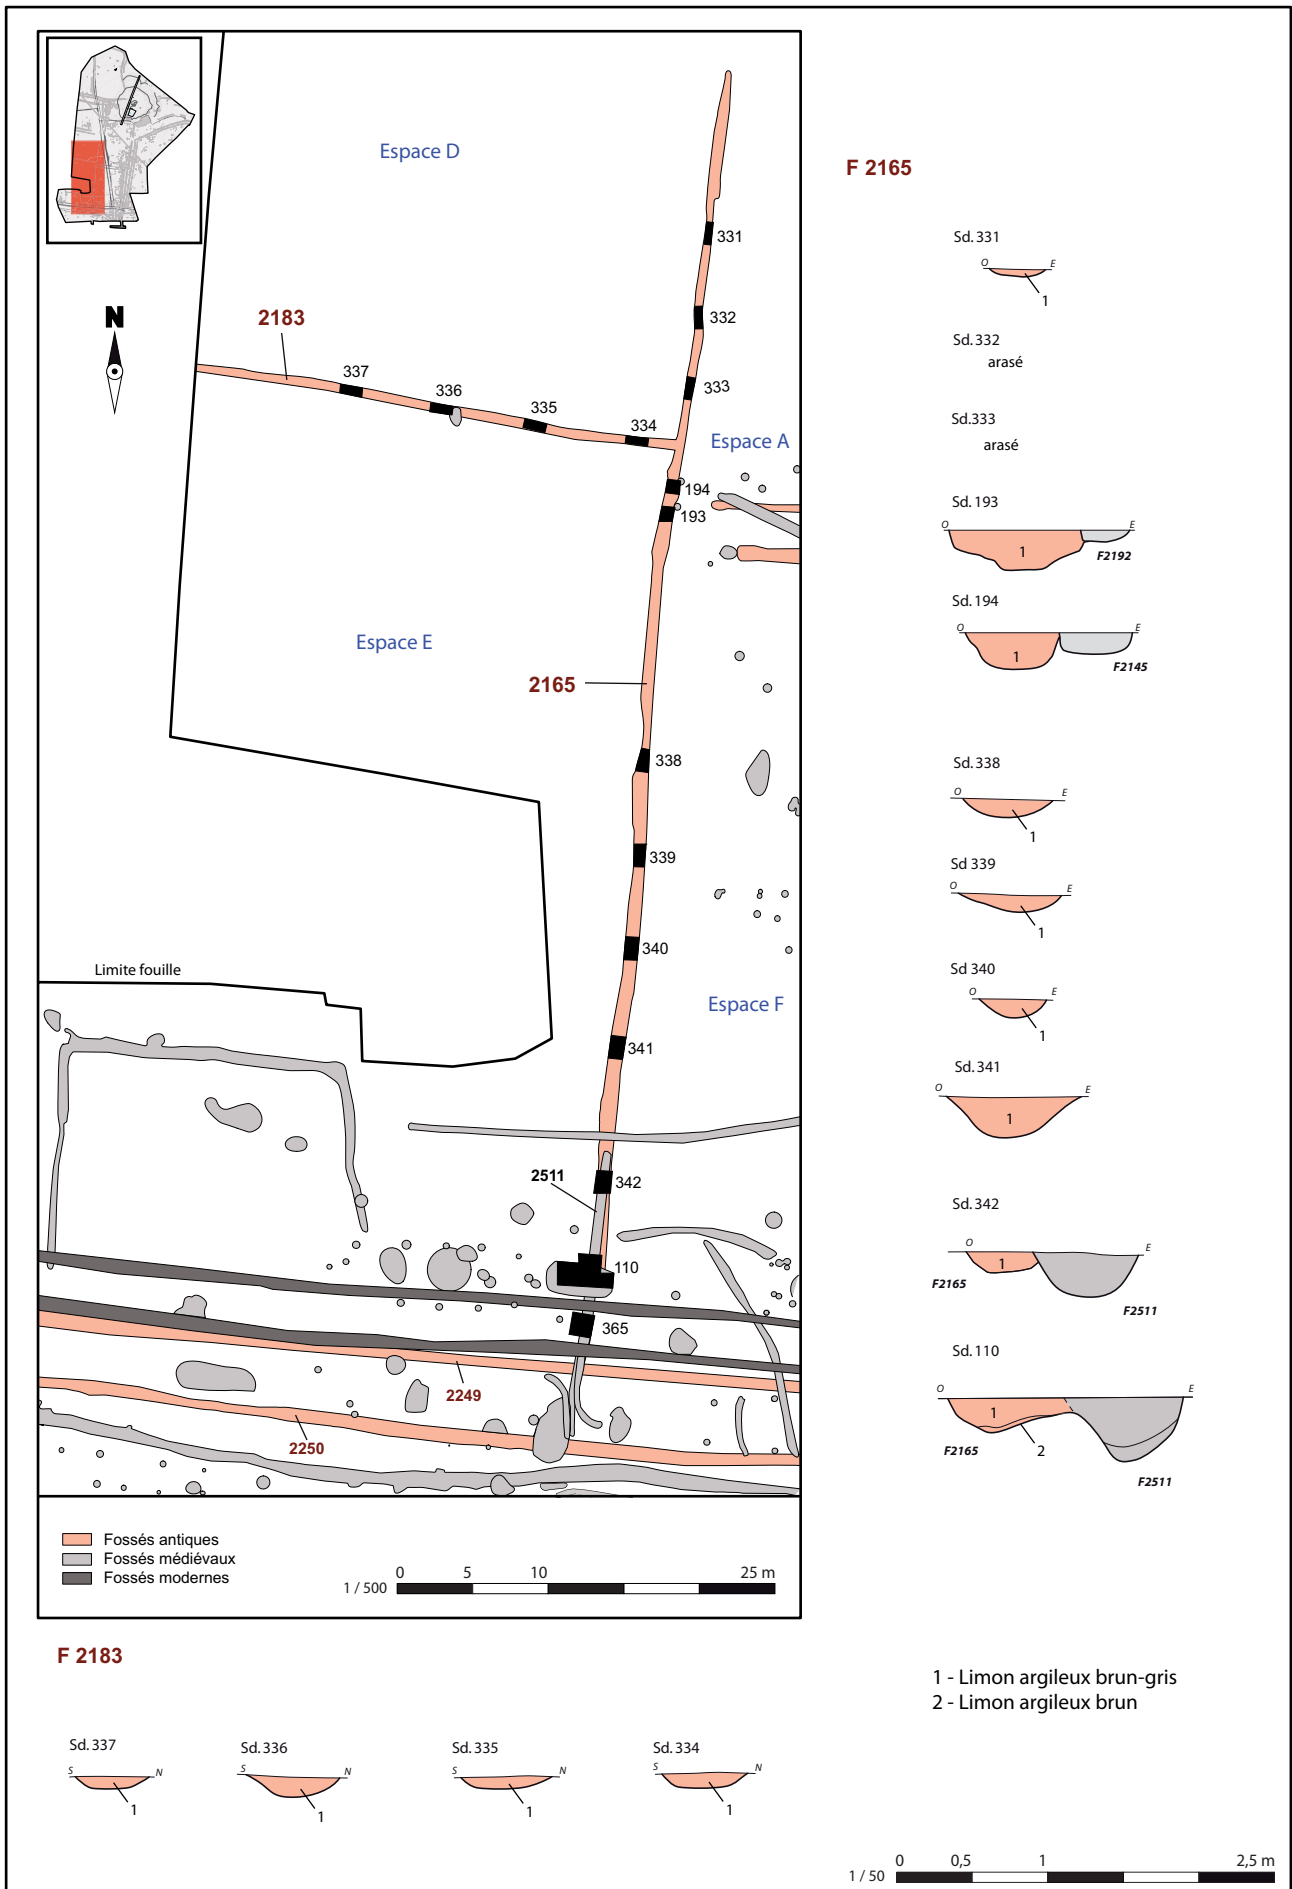 Espace D
F 2165
331
N
2183
332
337
336
335
334
333
Espace A
194
193
Espace E
2165
338
339
340
Limite fouille
Espace F
341
2511
342
110
365
2249
2250
Fossés antiques
Fossés médiévaux
Fossés modernes
1 / 500
0 5 10 25 m
Sd. 331
O E
1
Sd. 332
arasé
Sd.333
arasé
Sd. 193
O E
1
F2192
Sd. 194
O E
1
F2145
Sd. 338
O E
1
Sd 339
O E
1
Sd 340
O E
1
Sd. 341
O E
1
Sd. 342
O E
1
F2165
F2511
Sd. 110
O E
1
F2165 2
F2511
F 2183
1 - Limon argileux brun-gris
2 - Limon argileux brun
Sd. 337
S N
1
Sd. 336
S N
1
Sd. 335
S N
1
Sd. 334
S N
1
1 / 50
0 0,5 1 2,5 m